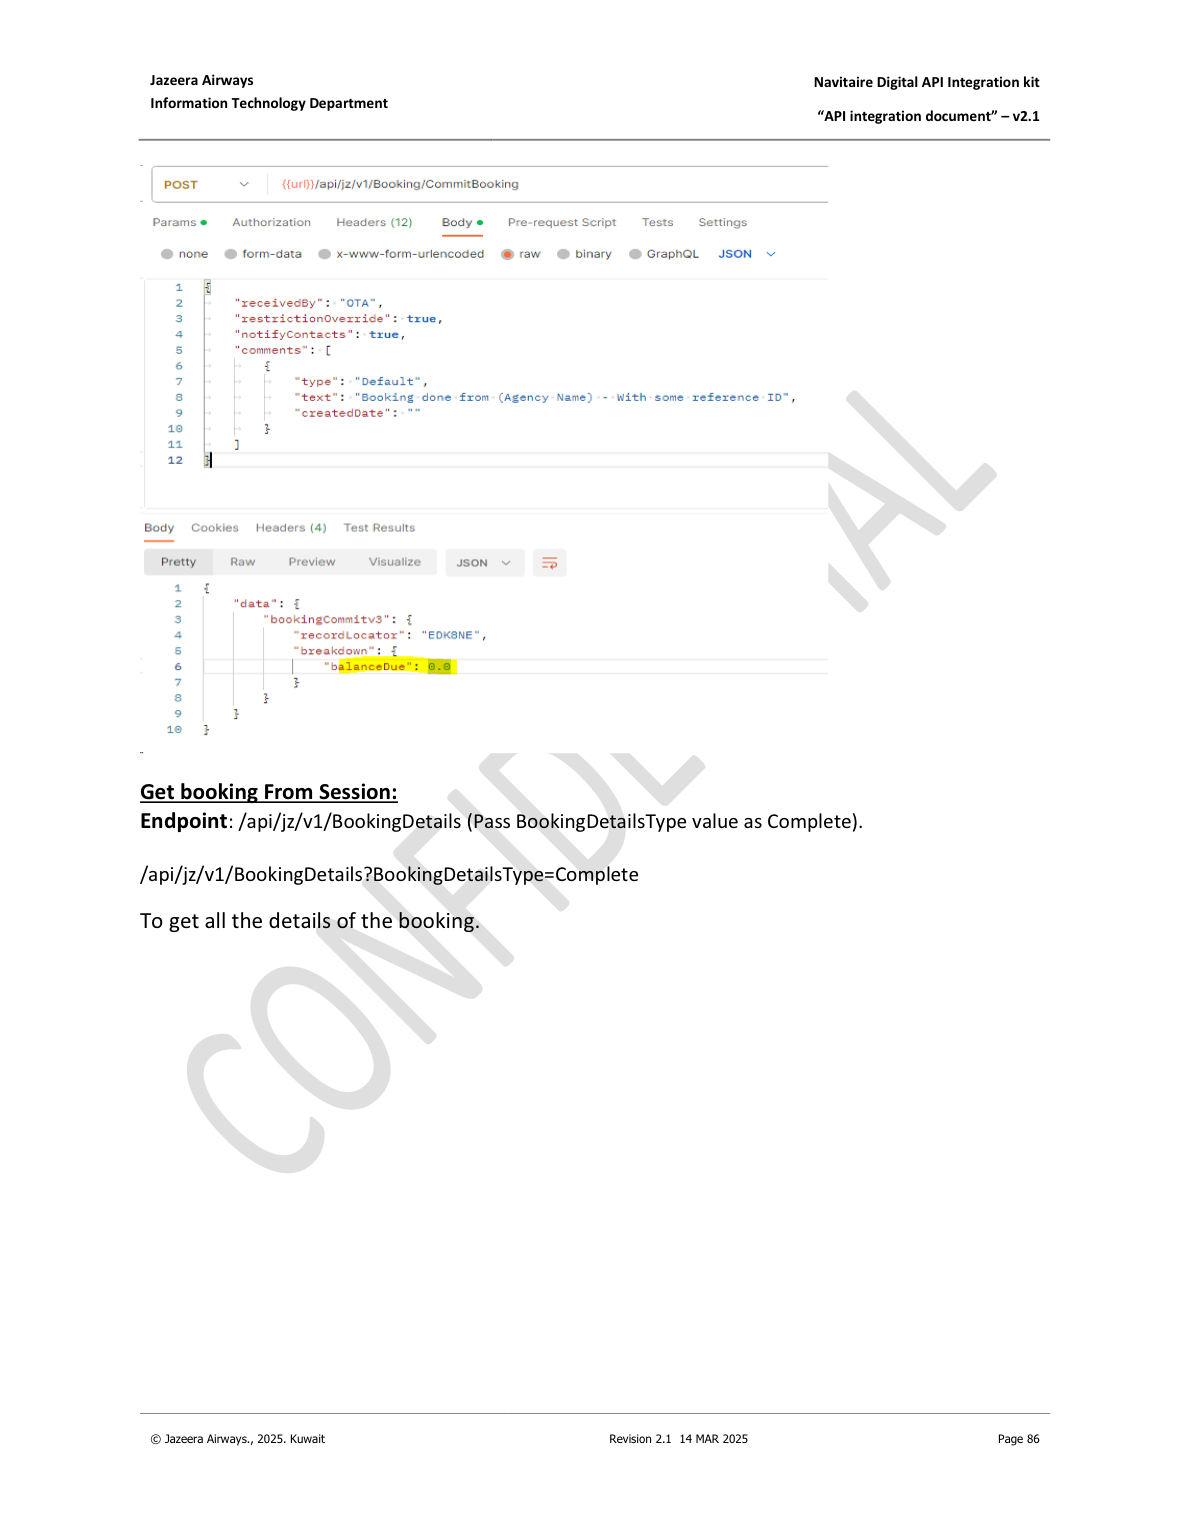 Jazeera Airways
Information Technology Department
Navitaire Digital API Integration kit
“API integration document” – v2.1
POST {{url}}/api/jz/v1/Booking/CommitBooking
Params Authorization Headers (12) Body Pre-request Script Tests Settings
none form-data x-www-form-urlencoded raw binary GraphQL JSON
1 {
2 "receivedBy": "OTA",
3 "restrictionOverride": true,
4 "notifyContacts": true,
5 "comments": [
6 {
7 "type": "Default",
8 "text": "Booking done from (Agency Name) - With some reference ID",
9 "createdDate": ""
10 }
11 ]
12 }
Body Cookies Headers (4) Test Results
Pretty Raw Preview Visualize JSON
1 {
2 "data": {
3 "bookingCommitv3": {
4 "recordLocator": "EDK8NE",
5 "breakdown": {
6 "balanceDue": 0.0
7 }
8 }
9 }
10 }
Get booking From Session:
Endpoint: /api/jz/v1/BookingDetails (Pass BookingDetailsType value as Complete).
/api/jz/v1/BookingDetails?BookingDetailsType=Complete
To get all the details of the booking.
CONFIDENTIAL
© Jazeera Airways., 2025. Kuwait Revision 2.1 14 MAR 2025 Page 86